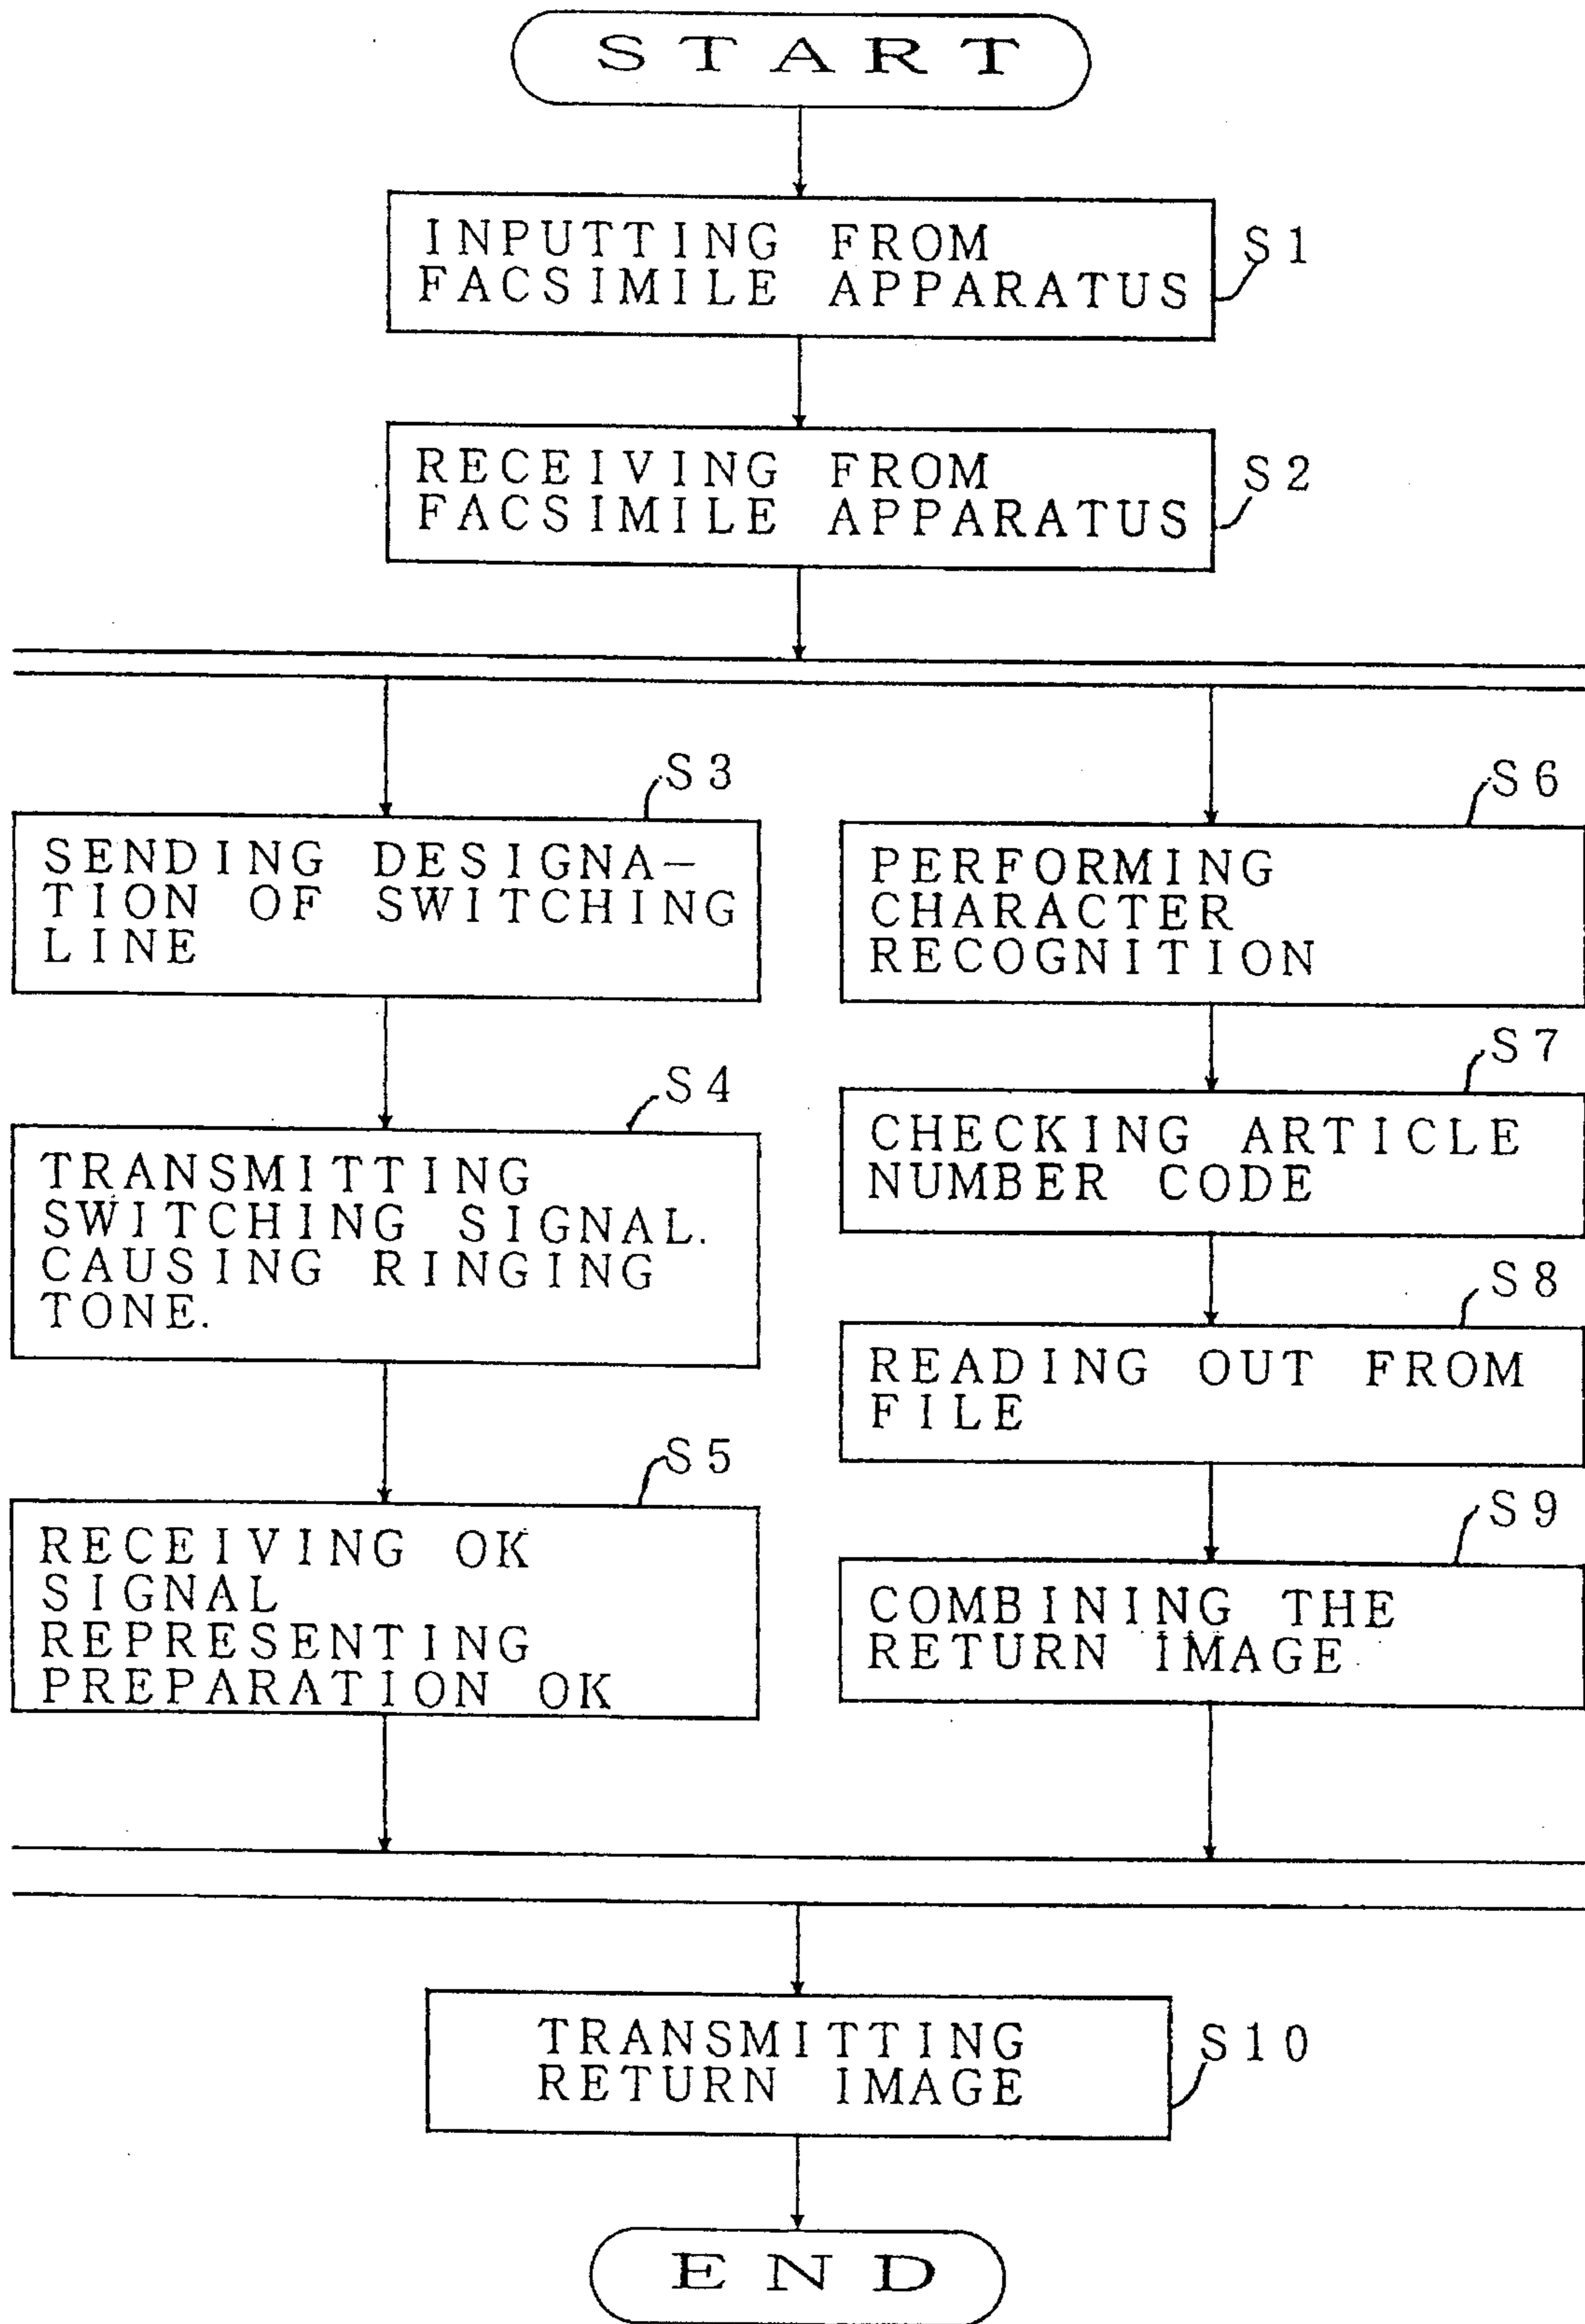 START
INPUTTING FROM
FACSIMILE APPARATUS
S1
RECEIVING FROM
FACSIMILE APPARATUS
S2
S3
SENDING DESIGNA-
TION OF SWITCHING
LINE
S4
TRANSMITTING
SWITCHING SIGNAL.
CAUSING RINGING
TONE.
S5
RECEIVING OK
SIGNAL
REPRESENTING
PREPARATION OK
S6
PERFORMING
CHARACTER
RECOGNITION
S7
CHECKING ARTICLE
NUMBER CODE
S8
READING OUT FROM
FILE
S9
COMBINING THE
RETURN IMAGE
TRANSMITTING
RETURN IMAGE
S10
END